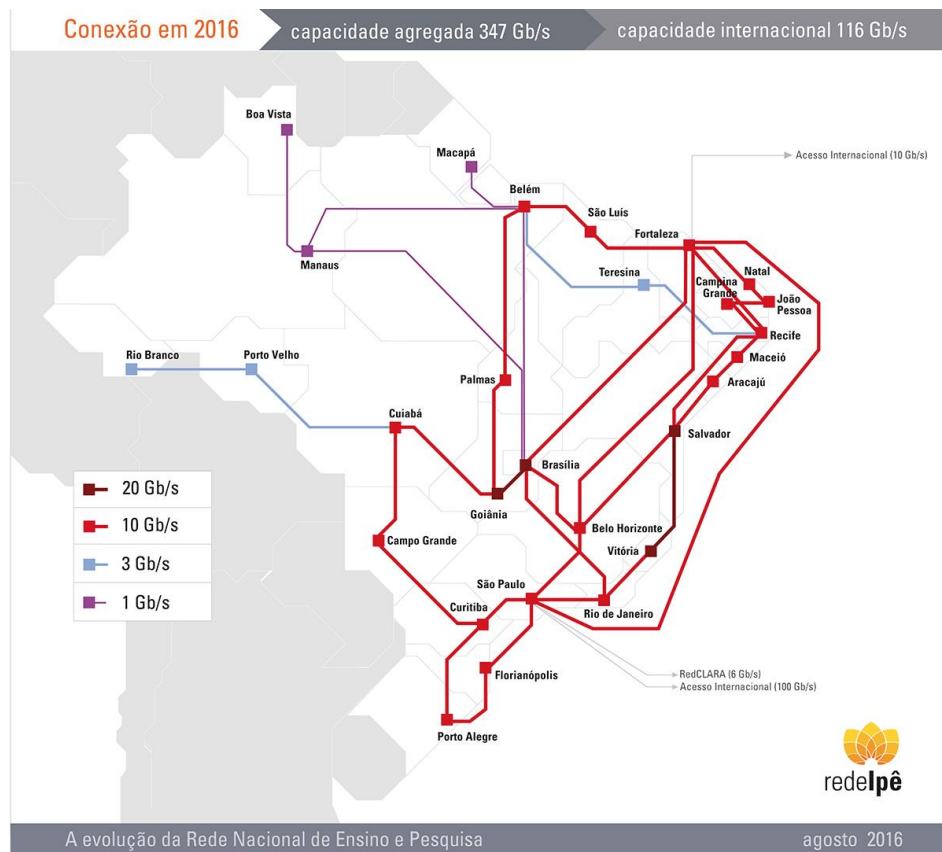 Conexão em 2016
capacidade agregada 347 Gb/s
capacidade internacional 116 Gb/s
Boa Vista
Macapá
Acesso Internacional (10 Gb/s)
Belém
São Luís
Fortaleza
Manaus
Teresina
Natal
Campina
Grande
João
Pessoa
Recife
Rio Branco
Porto Velho
Maceió
Palmas
Aracajú
Cuiabá
Salvador
Brasília
20 Gb/s
Goiânia
10 Gb/s
Belo Horizonte
Campo Grande
Vitória
3 Gb/s
São Paulo
1 Gb/s
Curitiba
Rio de Janeiro
Florianópolis
RedCLARA (6 Gb/s)
Acesso Internacional (100 Gb/s)
Porto Alegre
redeIpê
A evolução da Rede Nacional de Ensino e Pesquisa
agosto 2016